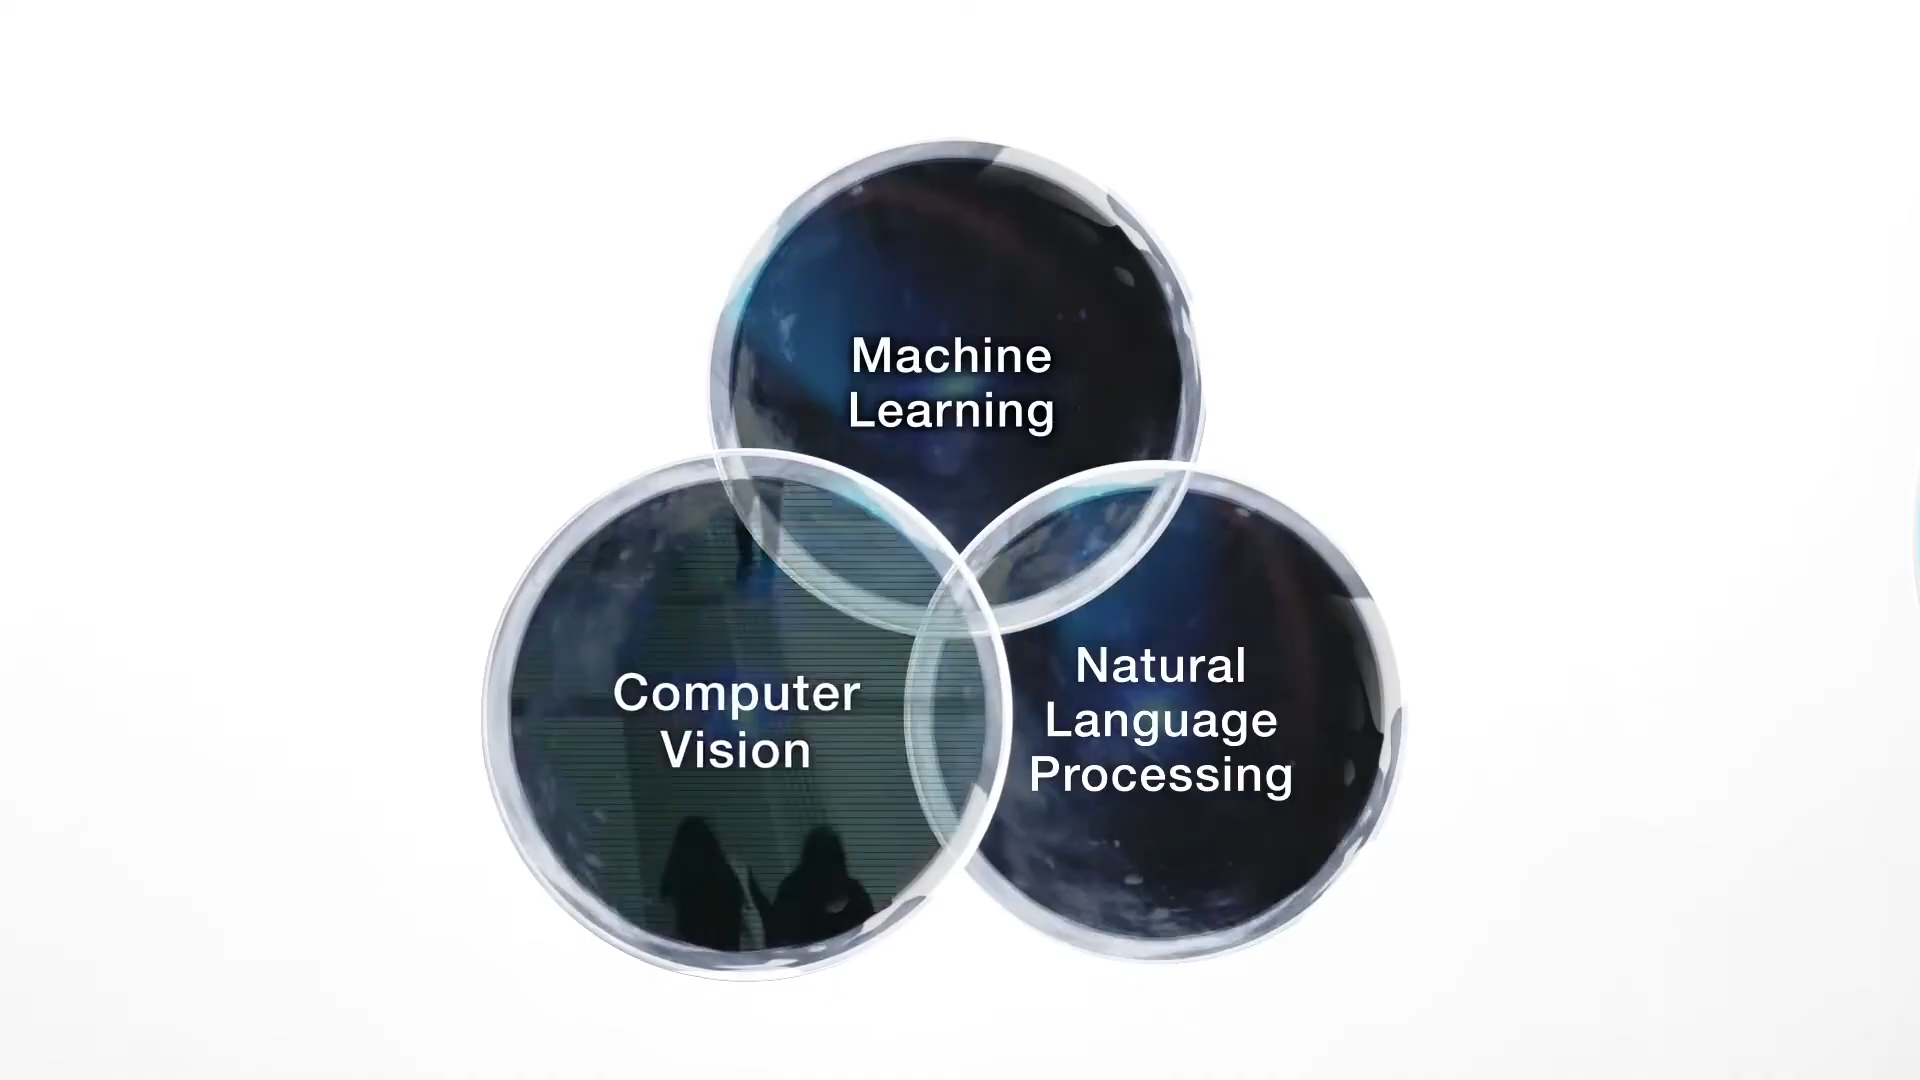 Machine
Learning
Computer
Vision
Natural
Language
Processing